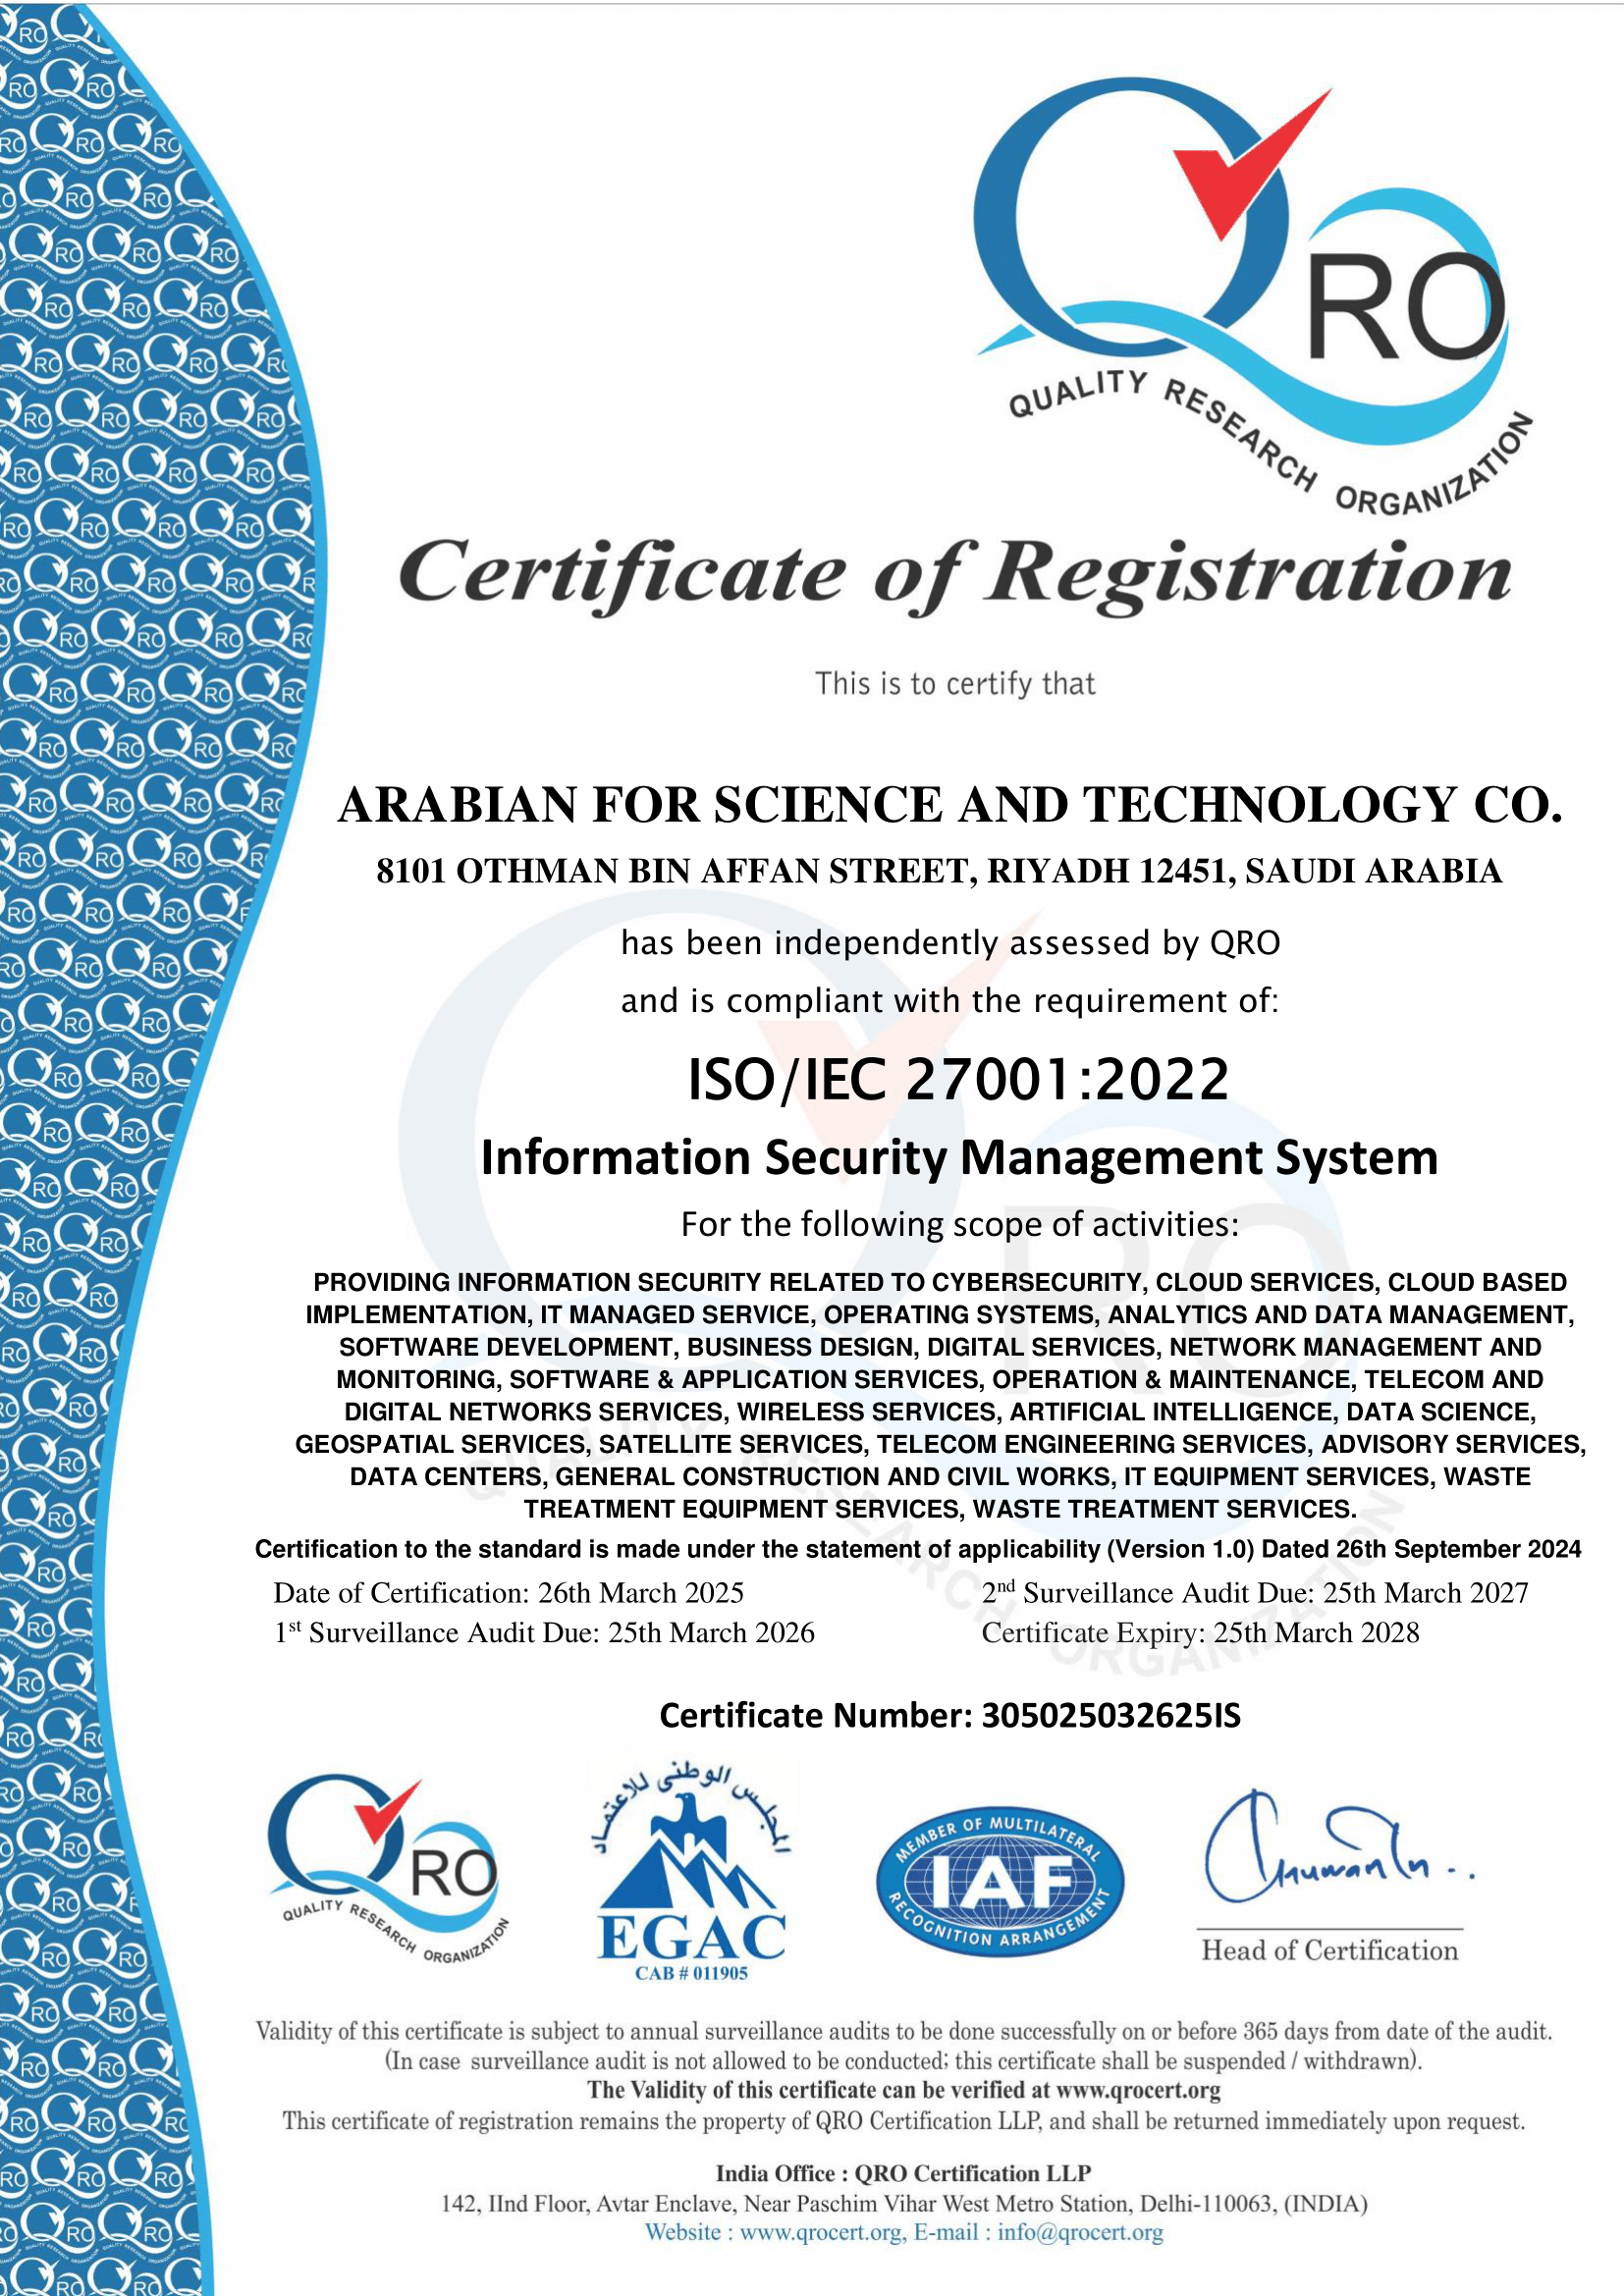 QRO
QUALITY RESEARCH ORGANIZATION
Certificate of Registration
This is to certify that
ARABIAN FOR SCIENCE AND TECHNOLOGY CO.
8101 OTHMAN BIN AFFAN STREET, RIYADH 12451, SAUDI ARABIA
has been independently assessed by QRO
and is compliant with the requirement of:
ISO/IEC 27001:2022
Information Security Management System
For the following scope of activities:
PROVIDING INFORMATION SECURITY RELATED TO CYBERSECURITY, CLOUD SERVICES, CLOUD BASED
IMPLEMENTATION, IT MANAGED SERVICE, OPERATING SYSTEMS, ANALYTICS AND DATA MANAGEMENT,
SOFTWARE DEVELOPMENT, BUSINESS DESIGN, DIGITAL SERVICES, NETWORK MANAGEMENT AND
MONITORING, SOFTWARE & APPLICATION SERVICES, OPERATION & MAINTENANCE, TELECOM AND
DIGITAL NETWORKS SERVICES, WIRELESS SERVICES, ARTIFICIAL INTELLIGENCE, DATA SCIENCE,
GEOSPATIAL SERVICES, SATELLITE SERVICES, TELECOM ENGINEERING SERVICES, ADVISORY SERVICES,
DATA CENTERS, GENERAL CONSTRUCTION AND CIVIL WORKS, IT EQUIPMENT SERVICES, WASTE
TREATMENT EQUIPMENT SERVICES, WASTE TREATMENT SERVICES.
Certification to the standard is made under the statement of applicability (Version 1.0) Dated 26th September 2024
Date of Certification: 26th March 2025
2nd Surveillance Audit Due: 25th March 2027
1st Surveillance Audit Due: 25th March 2026
Certificate Expiry: 25th March 2028
Certificate Number: 305025032625IS
QRO
QUALITY RESEARCH ORGANIZATION
المجلس الوطنى للاعتماد
EGAC
CAB # 011905
MEMBER OF MULTILATERAL
IAF
RECOGNITION ARRANGEMENT
Head of Certification
Validity of this certificate is subject to annual surveillance audits to be done successfully on or before 365 days from date of the audit.
(In case surveillance audit is not allowed to be conducted; this certificate shall be suspended / withdrawn).
The Validity of this certificate can be verified at www.qrocert.org
This certificate of registration remains the property of QRO Certification LLP, and shall be returned immediately upon request.
India Office : QRO Certification LLP
142, IInd Floor, Avtar Enclave, Near Paschim Vihar West Metro Station, Delhi-110063, (INDIA)
Website : www.qrocert.org, E-mail : info@qrocert.org